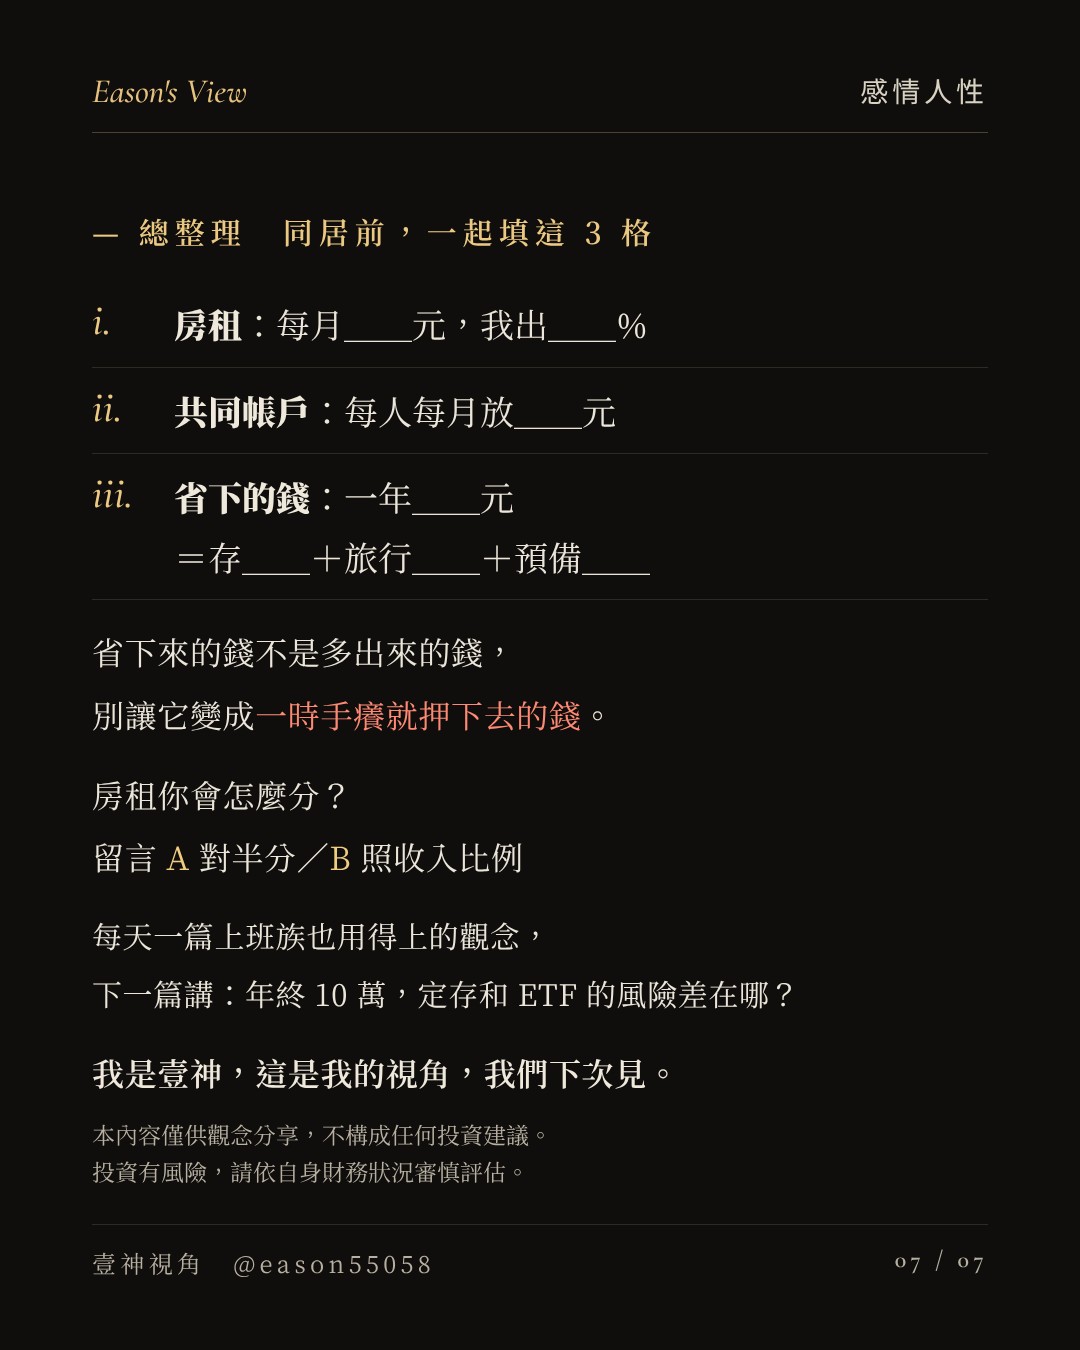 Eason's View
感情人性
— 總整理　同居前，一起填這 3 格
i. 房租：每月____元，我出____%
ii. 共同帳戶：每人每月放____元
iii. 省下的錢：一年____元
＝存____＋旅行____＋預備____
省下來的錢不是多出來的錢，
別讓它變成一時手癢就押下去的錢。
房租你會怎麼分？
留言 A 對半分／B 照收入比例
每天一篇上班族也用得上的觀念，
下一篇講：年終 10 萬，定存和 ETF 的風險差在哪？
我是壹神，這是我的視角，我們下次見。
本內容僅供觀念分享，不構成任何投資建議。
投資有風險，請依自身財務狀況審慎評估。
壹神視角　@eason55058
07 / 07